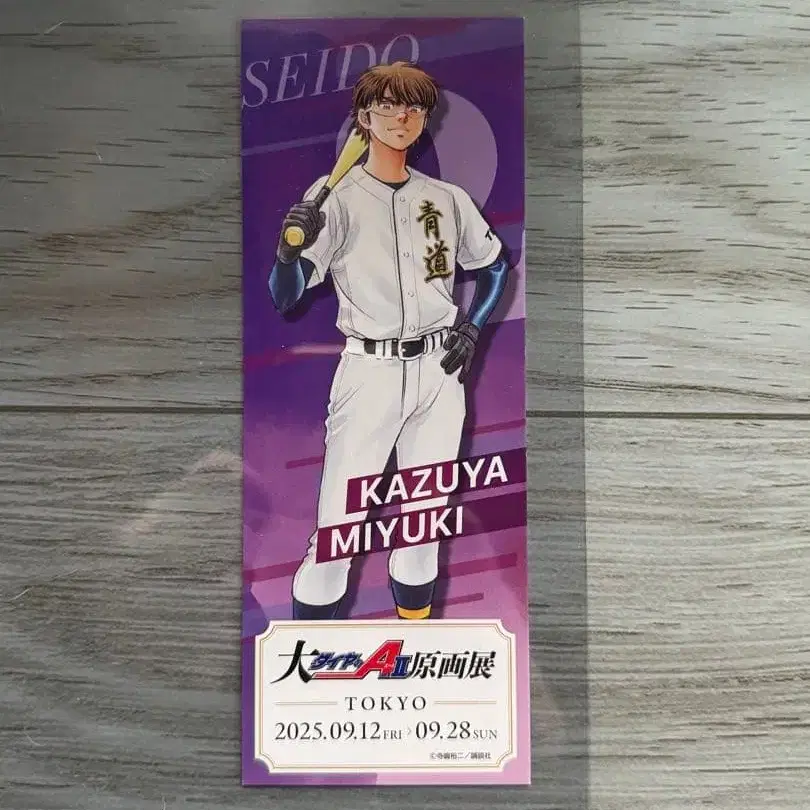 SEIDO
青道
KAZUYA
MIYUKI
大ダイヤのAII原画展
TOKYO
2025.09.12 FRI › 09.28 SUN
©寺嶋裕二／講談社